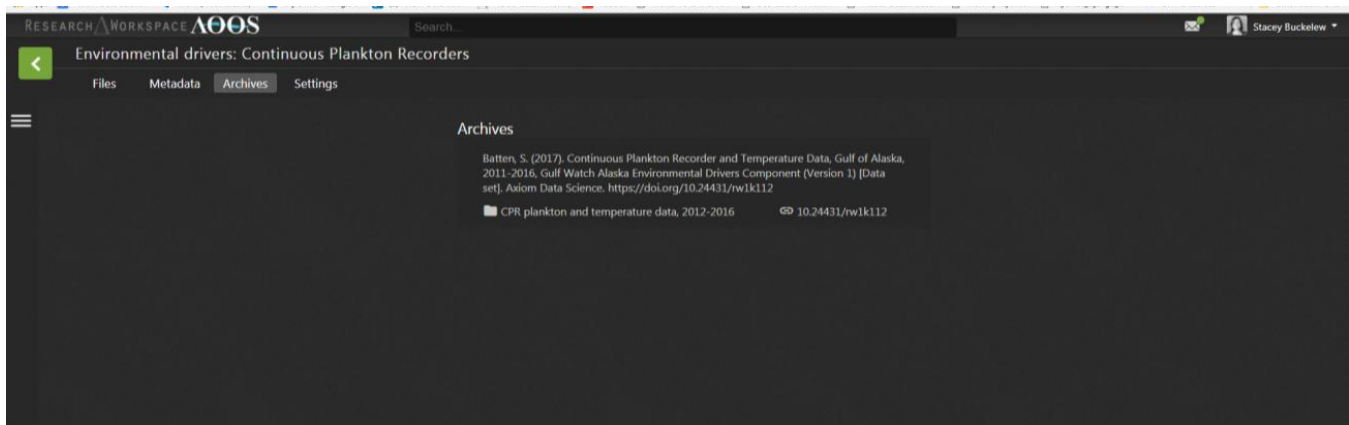 RESEARCH WORKSPACE AOOS
Search...
Stacey Buckelew
Environmental drivers: Continuous Plankton Recorders
Files Metadata Archives Settings
Archives
Batten, S. (2017). Continuous Plankton Recorder and Temperature Data, Gulf of Alaska,
2011-2016, Gulf Watch Alaska Environmental Drivers Component (Version 1) [Data
set]. Axiom Data Science. https://doi.org/10.24431/rw1k112
CPR plankton and temperature data, 2012-2016 10.24431/rw1k112